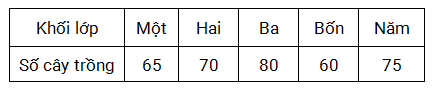 Khối lớp Một Hai Ba Bốn Năm
Số cây trồng 65 70 80 60 75